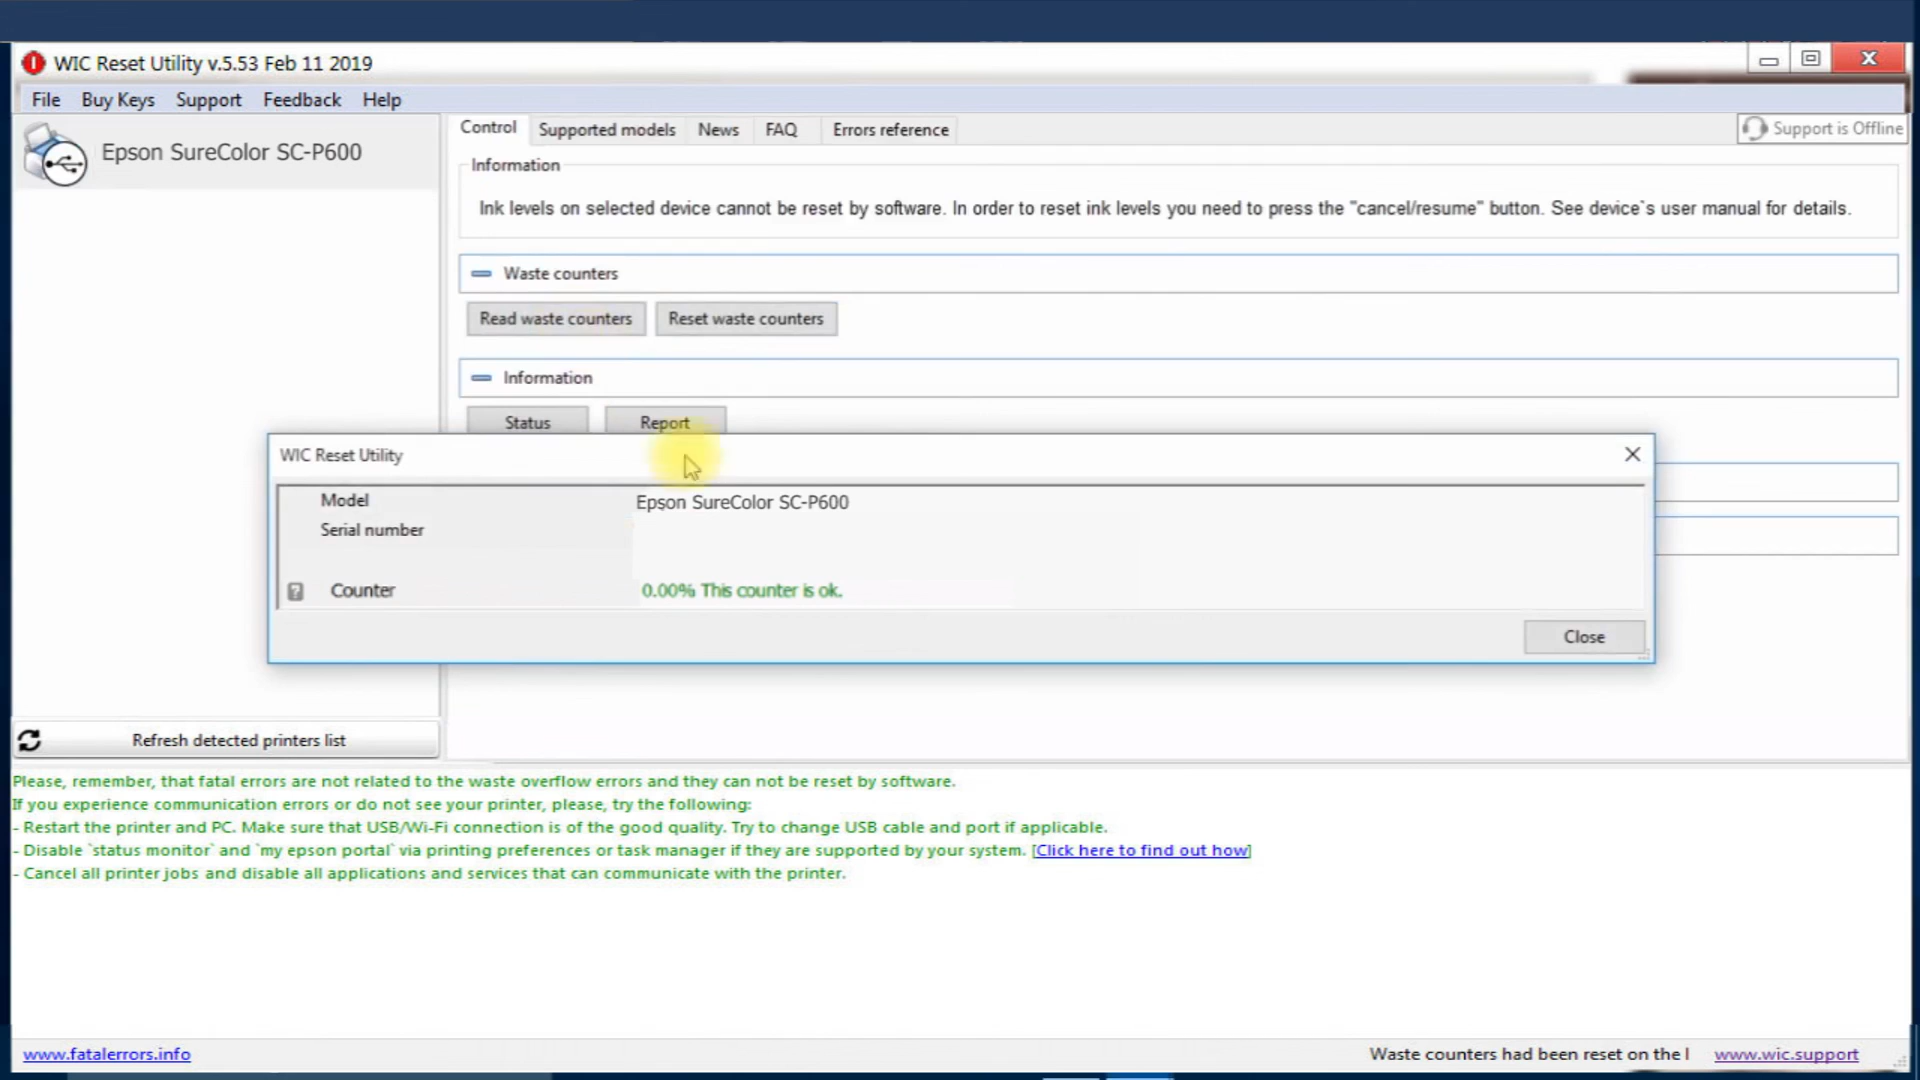 WIC Reset Utility v.5.53 Feb 11 2019
File Buy Keys Support Feedback Help
Epson SureColor SC-P600
Control Supported models News FAQ Errors reference
Support is Offline
Information
Ink levels on selected device cannot be reset by software. In order to reset ink levels you need to press the "cancel/resume" button. See device`s user manual for details.
Waste counters
Read waste counters Reset waste counters
Information
Status Report
WIC Reset Utility
Model Epson SureColor SC-P600
Serial number
? Counter 0.00% This counter is ok.
Close
Refresh detected printers list
Please, remember, that fatal errors are not related to the waste overflow errors and they can not be reset by software.
If you experience communication errors or do not see your printer, please, try the following:
- Restart the printer and PC. Make sure that USB/Wi-Fi connection is of the good quality. Try to change USB cable and port if applicable.
- Disable `status monitor` and `my epson portal` via printing preferences or task manager if they are supported by your system. [Click here to find out how]
- Cancel all printer jobs and disable all applications and services that can communicate with the printer.
www.fatalerrors.info Waste counters had been reset on the l www.wic.support